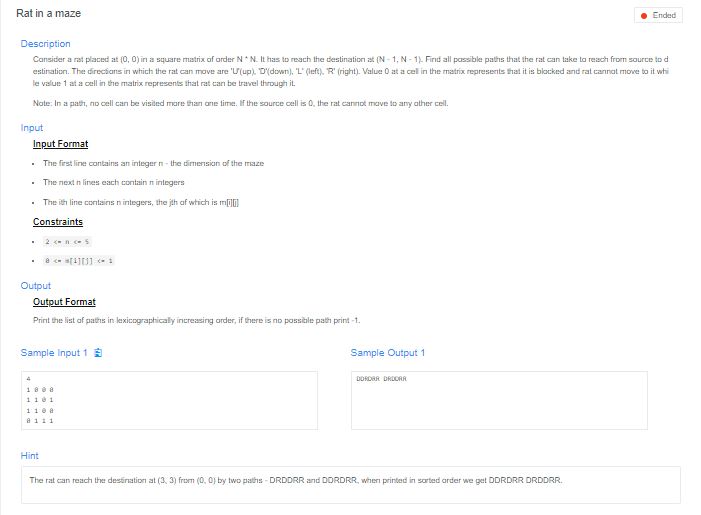 Rat in a maze
Ended
Description
Consider a rat placed at (0, 0) in a square matrix of order N * N. It has to reach the destination at (N - 1, N - 1). Find all possible paths that the rat can take to reach from source to d
estination. The directions in which the rat can move are 'U'(up), 'D'(down), 'L' (left), 'R' (right). Value 0 at a cell in the matrix represents that it is blocked and rat cannot move to it whi
le value 1 at a cell in the matrix represents that rat can be travel through it.
Note: In a path, no cell can be visited more than one time. If the source cell is 0, the rat cannot move to any other cell.
Input
Input Format
• The first line contains an integer n - the dimension of the maze
• The next n lines each contain n integers
• The ith line contains n integers, the jth of which is m[i][j]
Constraints
• 2 <= n <= 5
• 0 <= m[i][j] <= 1
Output
Output Format
Print the list of paths in lexicographically increasing order, if there is no possible path print -1.
Sample Input 1
Sample Output 1
4
1 0 0 0
1 1 0 1
1 1 0 0
0 1 1 1
DDRDRR DRDDRR
Hint
The rat can reach the destination at (3, 3) from (0, 0) by two paths - DRDDRR and DDRDRR, when printed in sorted order we get DDRDRR DRDDRR.